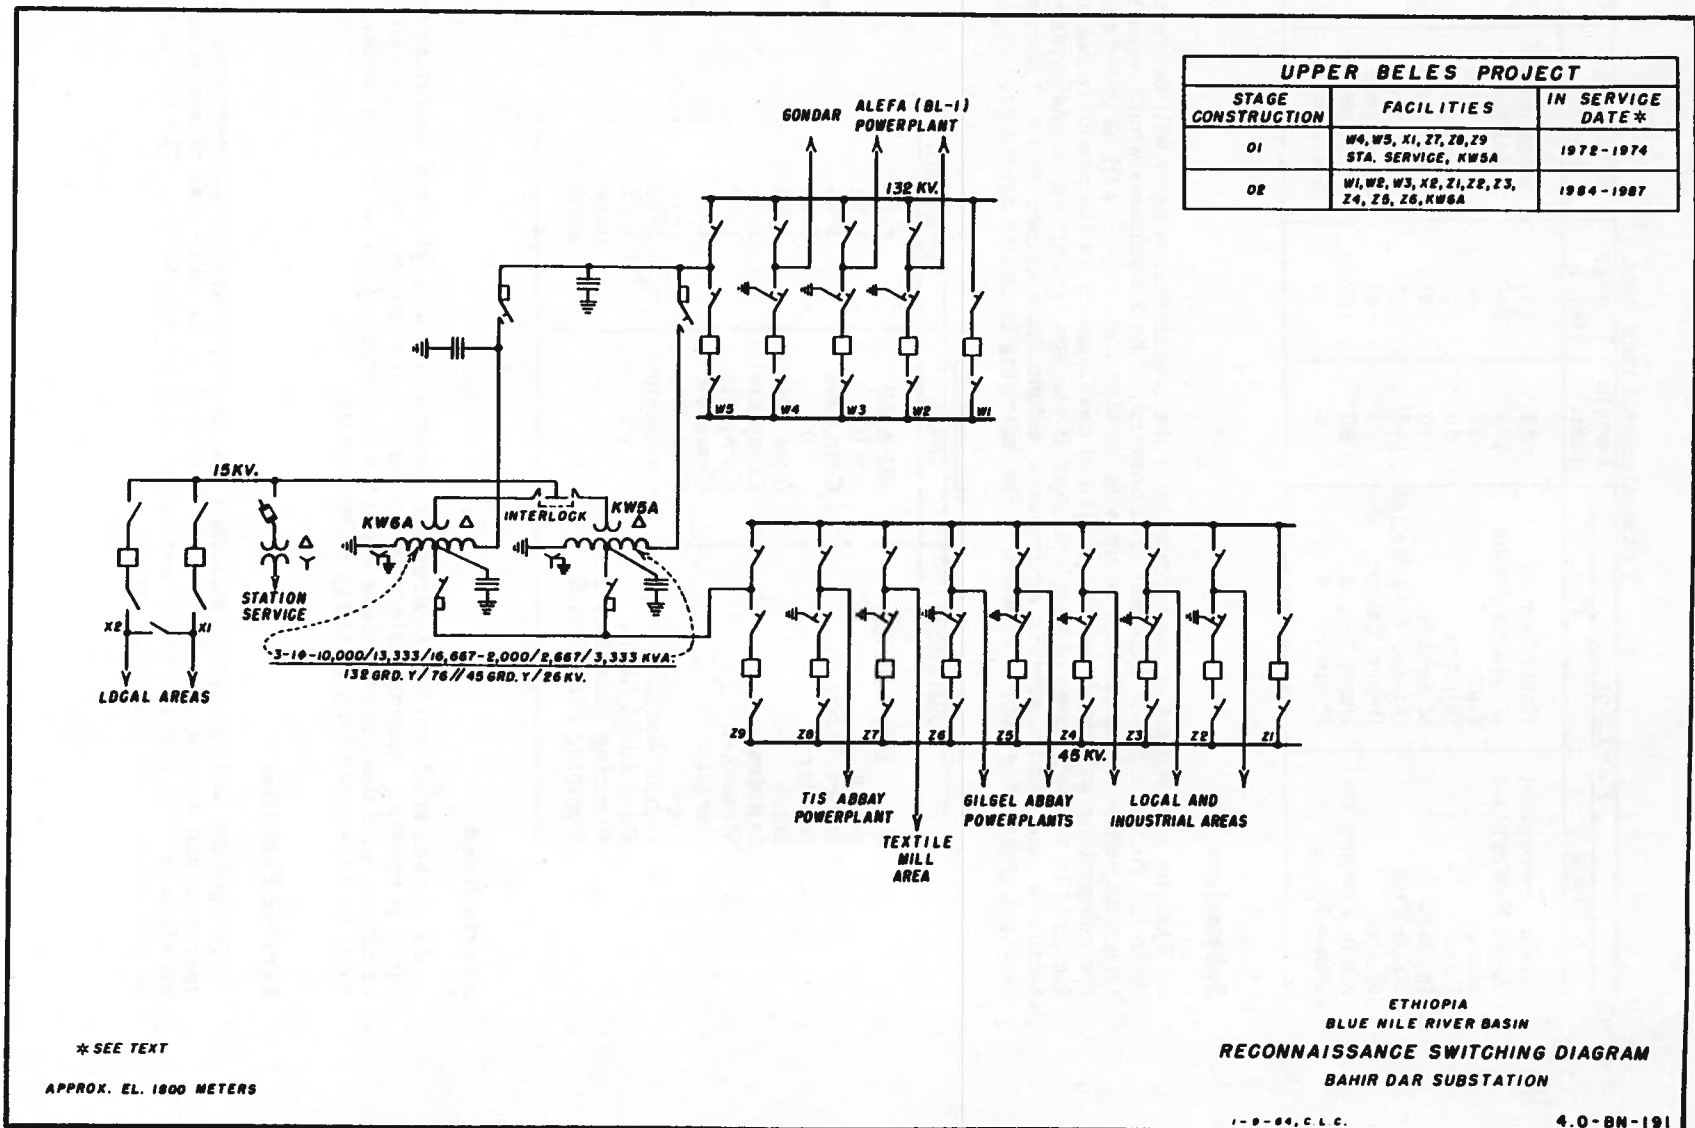 UPPER BELES PROJECT
STAGE CONSTRUCTION
FACILITIES
IN SERVICE DATE*
01
W4, W5, X1, Z7, Z8, Z9
STA. SERVICE, KW5A
1972-1974
02
W1, W2, W3, X2, Z1, Z2, Z3,
Z4, Z5, Z6, KW6A
1984-1987
GONDAR
ALEFA (BL-1)
POWERPLANT
132 KV.
W5
W4
W3
W2
W1
15 KV.
KW6A
Δ
INTERLOCK
KW5A
Δ
Δ
Y
STATION
SERVICE
X2
X1
LOCAL AREAS
3-1Φ-10,000/13,333/16,667-2,000/2,667/3,333 KVA.
132 GRD. Y/76//45 GRD. Y/26 KV.
Z9
Z8
Z7
Z6
Z5
Z4
Z3
Z2
Z1
45 KV.
TIS ABBAY
POWERPLANT
GILGEL ABBAY
POWERPLANTS
LOCAL AND
INDUSTRIAL AREAS
TEXTILE
MILL
AREA
* SEE TEXT
APPROX. EL. 1800 METERS
ETHIOPIA
BLUE NILE RIVER BASIN
RECONNAISSANCE SWITCHING DIAGRAM
BAHIR DAR SUBSTATION
1-9-64, C.L.C.
4.0-BN-191